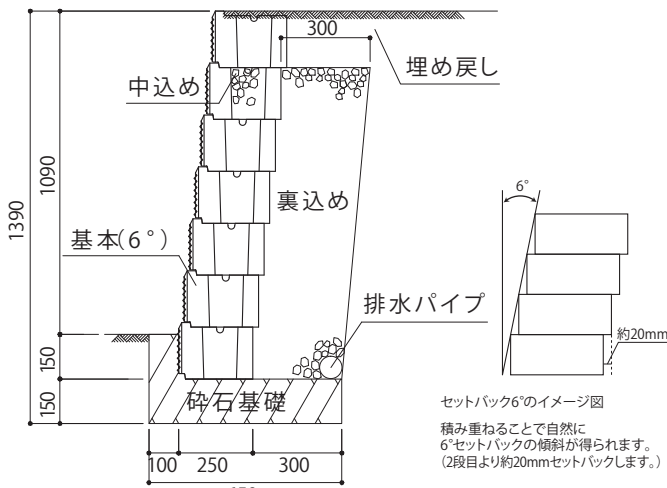 300
埋め戻し
中込め
1390
1090
裏込め
6°
基本(6°)
排水パイプ
約20mm
150
150
砕石基礎
セットバック6°のイメージ図
積み重ねることで自然に
6°セットバックの傾斜が得られます。
(2段目より約20mmセットバックします。)
100 250 300